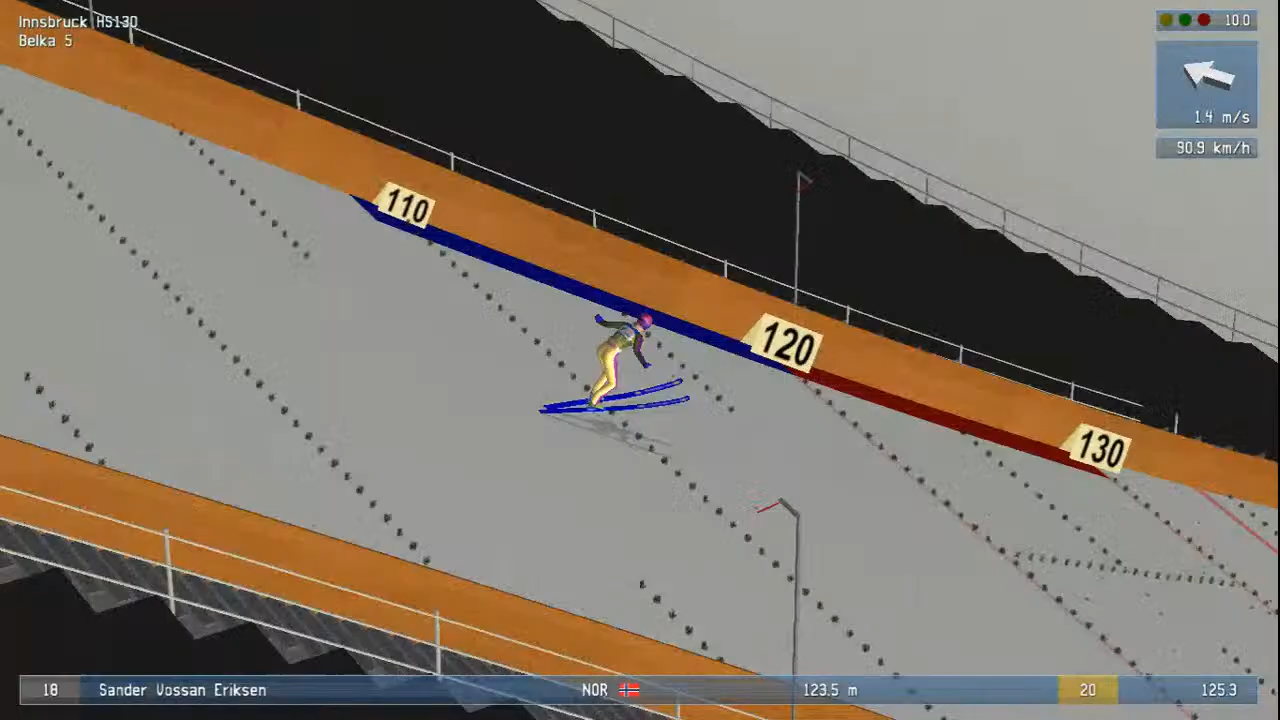 Innsbruck HS130
Belka 5
10.0
1.4 m/s
90.9 km/h
110
120
130
18 Sander Vossan Eriksen NOR 123.5 m 20 125.3